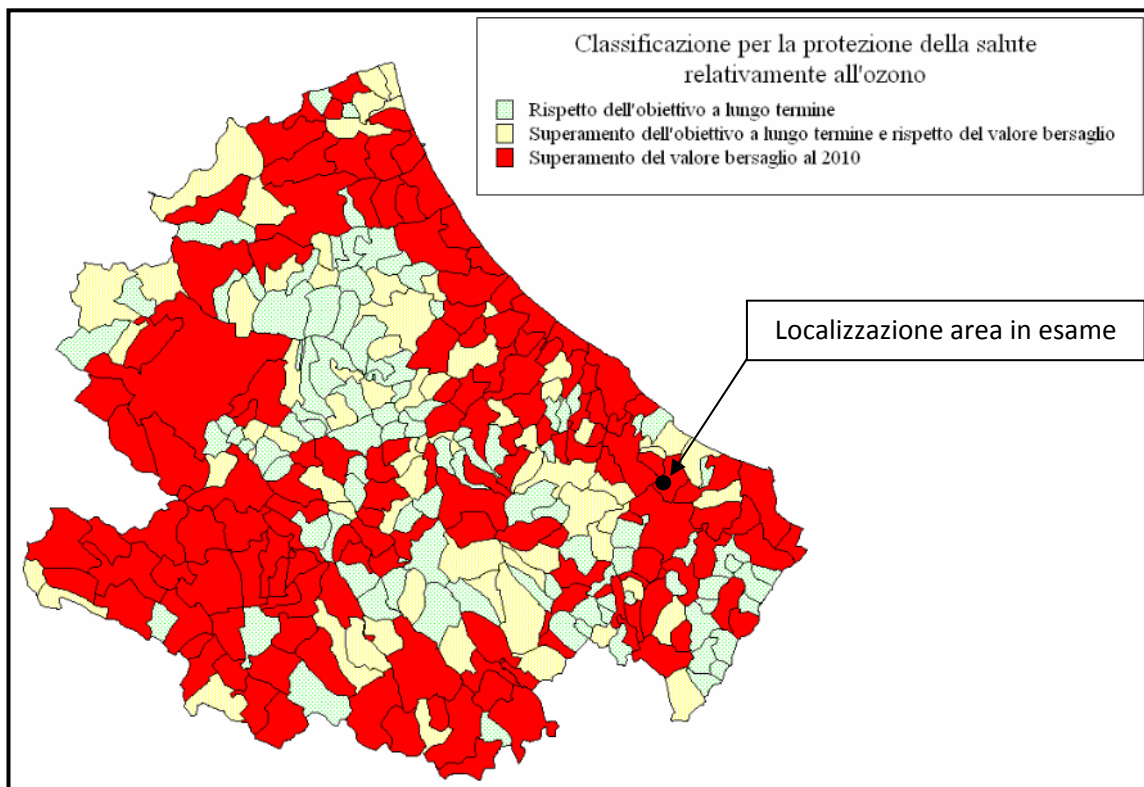 Classificazione per la protezione della salute
relativamente all'ozono
Rispetto dell'obiettivo a lungo termine
Superamento dell'obiettivo a lungo termine e rispetto del valore bersaglio
Superamento del valore bersaglio al 2010
Localizzazione area in esame